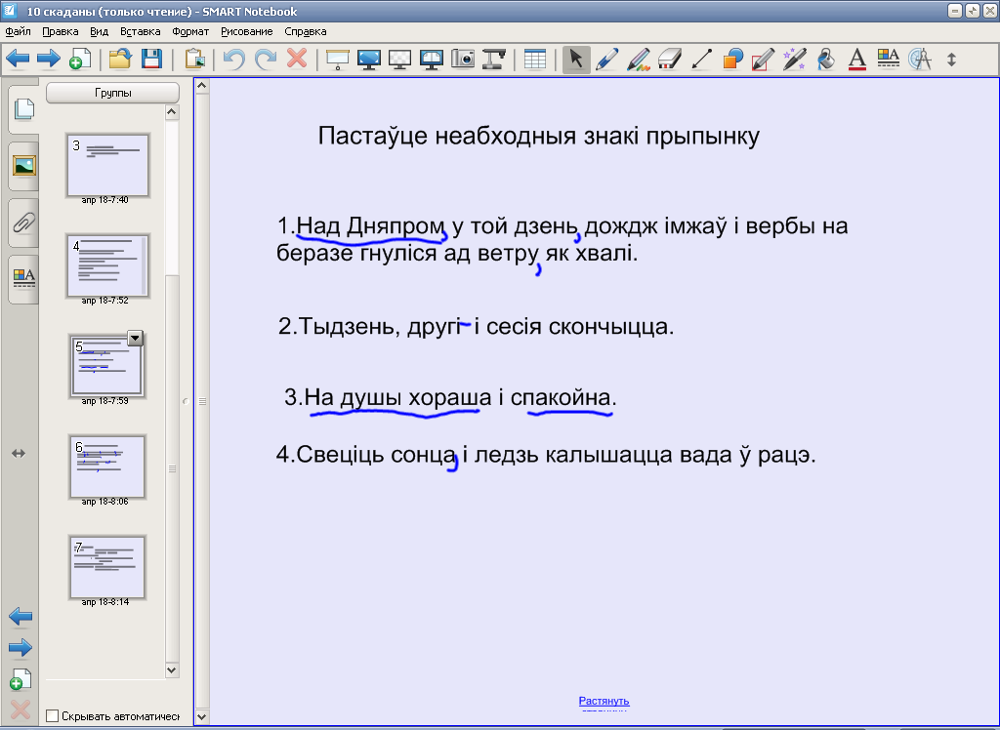 10 скаданы (только чтение) - SMART Notebook
Файл Правка Вид Вставка Формат Рисование Справка
Группы
3
апр 18-7:40
4
апр 18-7:52
5
апр 18-7:59
6
апр 18-8:06
7
апр 18-8:14
Скрывать автоматическ
Пастаўце неабходныя знакі прыпынку
1.Над Дняпром, у той дзень, дождж імжаў і вербы на
беразе гнуліся ад ветру, як хвалі.
2.Тыдзень, другі - і сесія скончыцца.
3.На душы хораша і спакойна.
4.Свеціць сонца, і ледзь калышацца вада ў рацэ.
Растянуть